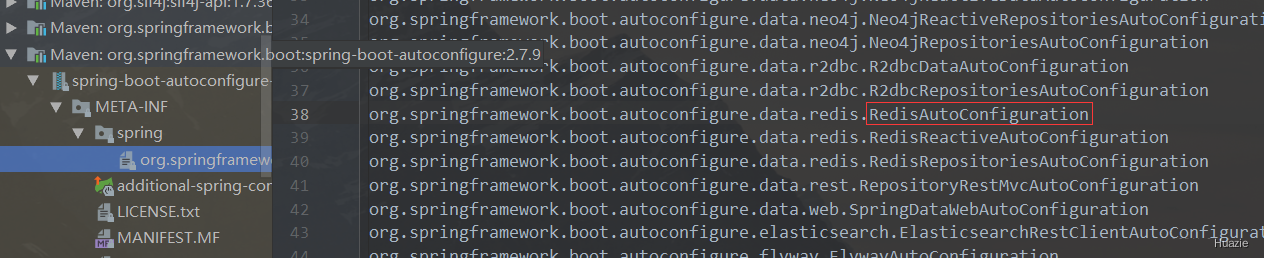 Maven: org.slf4j:slf4j-api:1.7.36
Maven: org.springframework.b
Maven: org.springframework.boot:spring-boot-autoconfigure:2.7.9
spring-boot-autoconfigure-
META-INF
spring
org.springframewo
additional-spring-con
LICENSE.txt
MANIFEST.MF
34 org.springframework.boot.autoconfigure.data.neo4j.Neo4jReactiveRepositoriesAutoConfiguration
org.springframework.boot.autoconfigure.data.neo4j.Neo4jRepositoriesAutoConfiguration
36 org.springframework.boot.autoconfigure.data.r2dbc.R2dbcDataAutoConfiguration
37 org.springframework.boot.autoconfigure.data.r2dbc.R2dbcRepositoriesAutoConfiguration
38 org.springframework.boot.autoconfigure.data.redis.RedisAutoConfiguration
39 org.springframework.boot.autoconfigure.data.redis.RedisReactiveAutoConfiguration
40 org.springframework.boot.autoconfigure.data.redis.RedisRepositoriesAutoConfiguration
41 org.springframework.boot.autoconfigure.data.rest.RepositoryRestMvcAutoConfiguration
42 org.springframework.boot.autoconfigure.data.web.SpringDataWebAutoConfiguration
43 org.springframework.boot.autoconfigure.elasticsearch.ElasticsearchRestClientAutoConfigurati
44 org.springframework.boot.autoconfigure.flyway.FlywayAutoConfiguration
Huazie